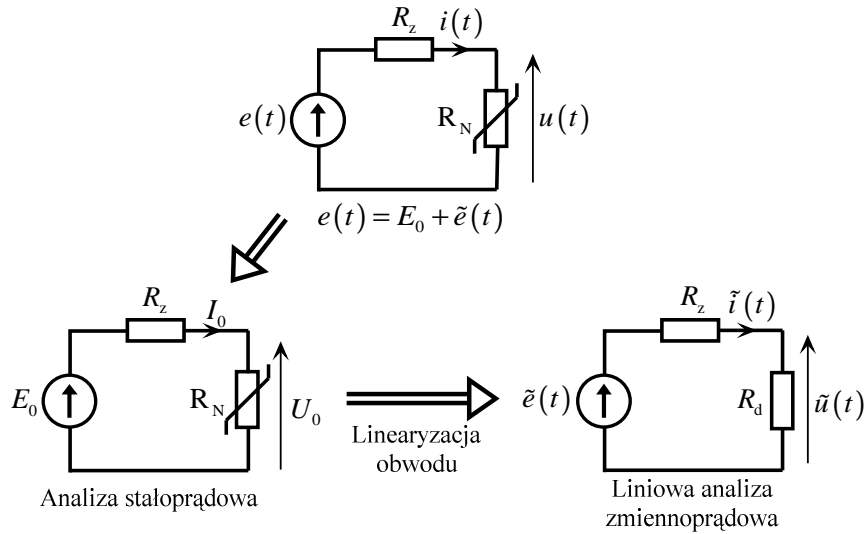 R_z i(t)
e(t) R_N u(t)
e(t) = E_0 + ẽ(t)
R_z I_0
E_0 R_N U_0
Analiza stałoprądowa
Linearyzacja
obwodu
R_z ĩ(t)
ẽ(t) R_d ũ(t)
Liniowa analiza
zmiennoprądowa